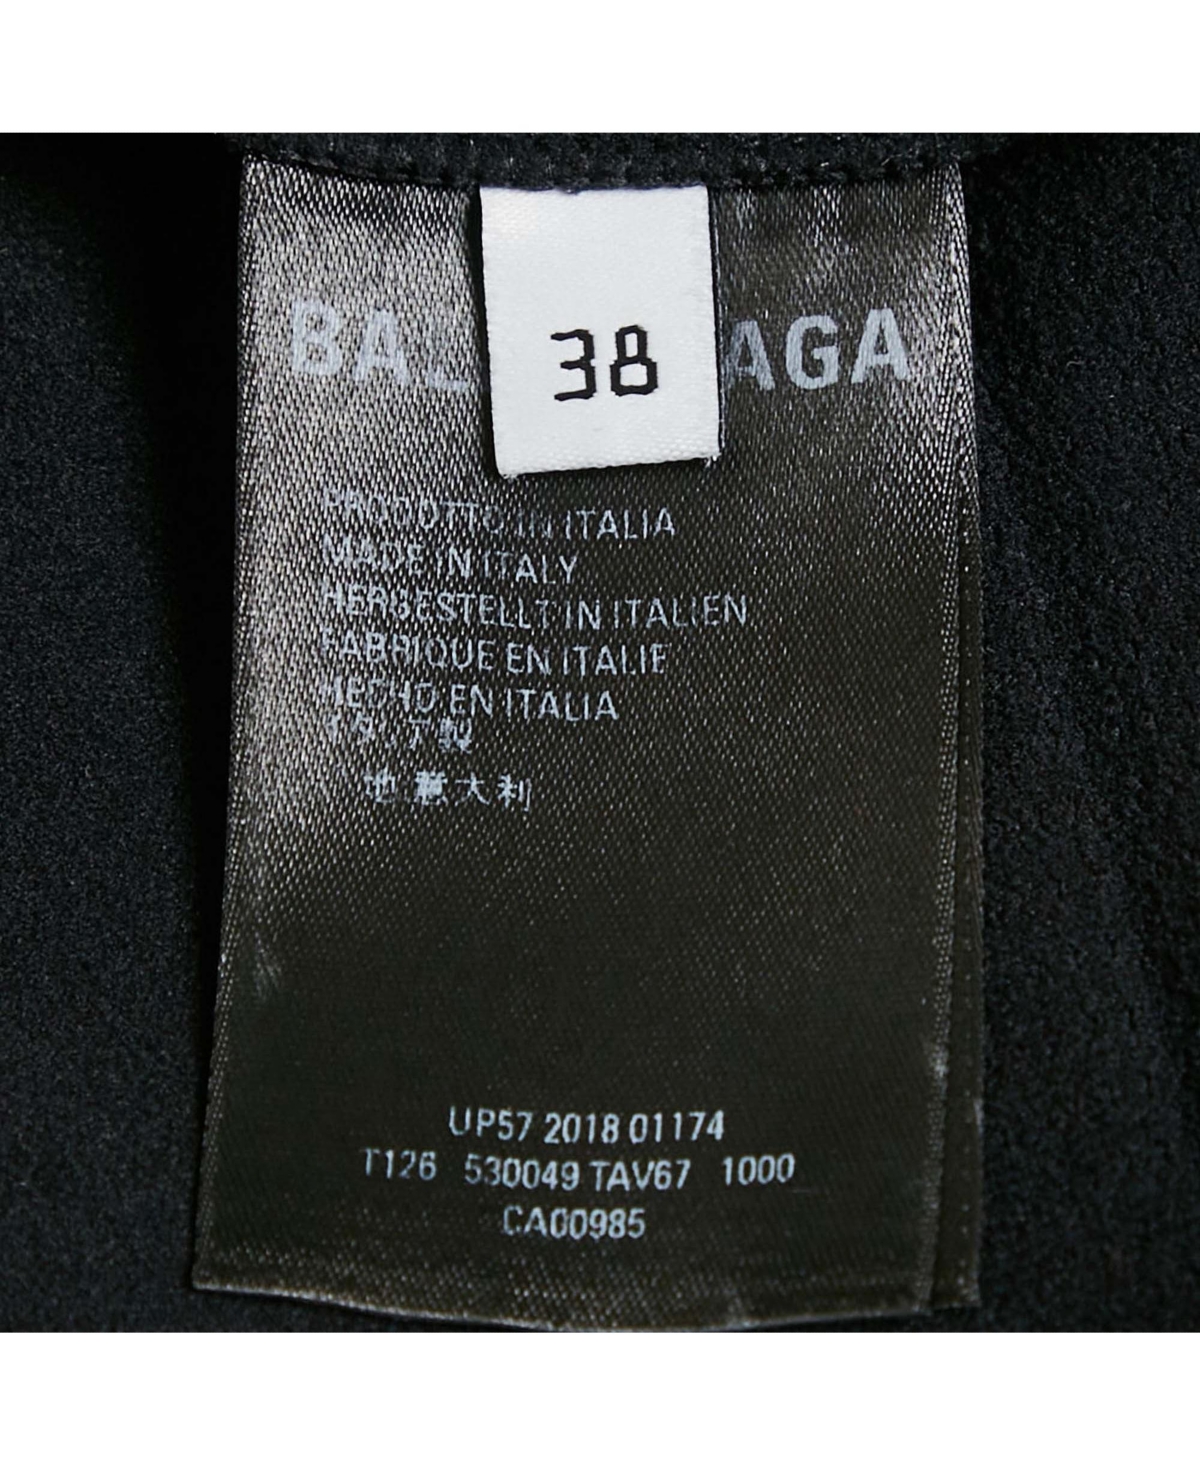 BAL AGA
38
PRODOTTO IN ITALIA
MADE IN ITALY
HERGESTELLT IN ITALIEN
FABRIQUE EN ITALIE
HECHO EN ITALIA
イタリア製
地 意大利
UP57 2018 01174
T126 530049 TAV67 1000
CA00985